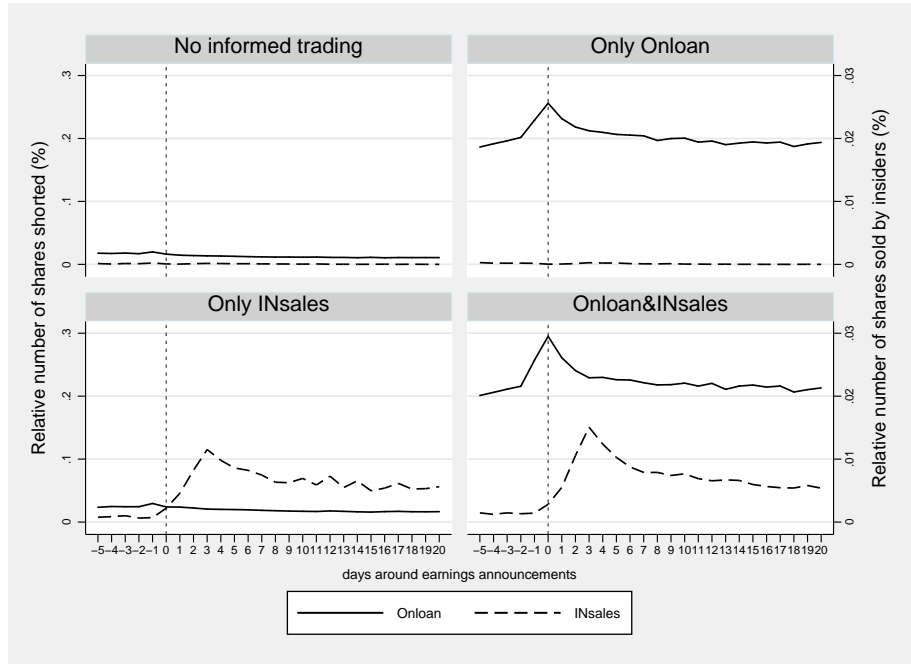 No informed trading
Only Onloan
.3
.2
.1
0
.03
.02
.01
0
Only INsales
Onloan&INsales
.3
.2
.1
0
.03
.02
.01
0
Relative number of shares shorted (%)
Relative number of shares sold by insiders (%)
−5−4−3−2−1 0 1 2 3 4 5 6 7 8 9 10 11 12 13 14 15 16 17 18 19 20
−5−4−3−2−1 0 1 2 3 4 5 6 7 8 9 10 11 12 13 14 15 16 17 18 19 20
days around earnings announcements
Onloan
INsales